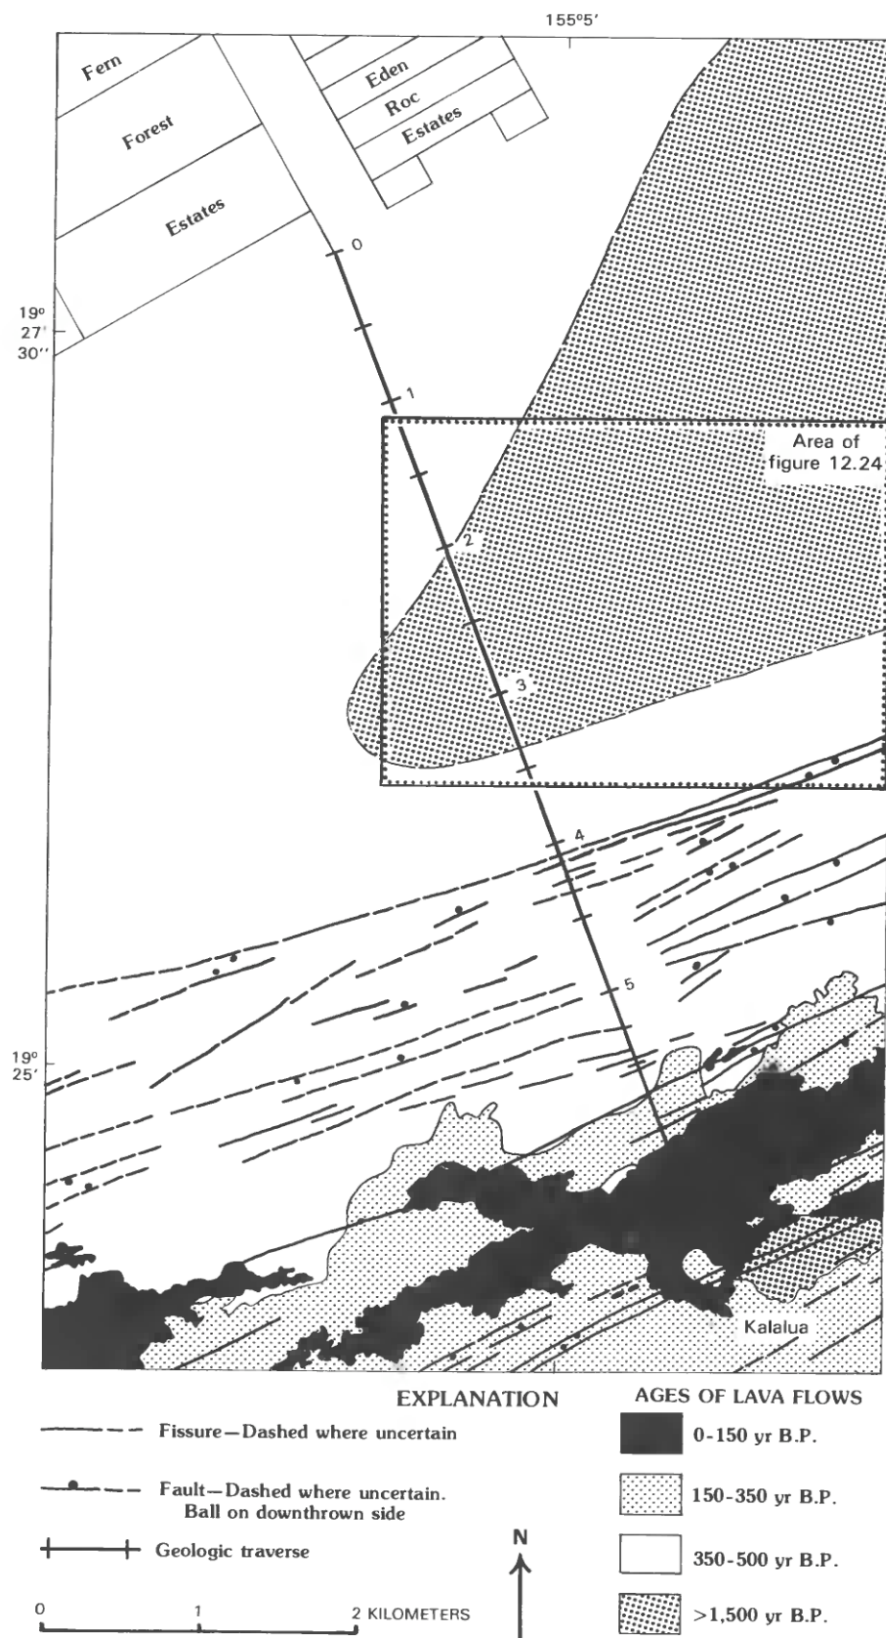 155°5'
Fern
Forest
Estates
Eden
Roc
Estates
0
19°
27'
30"
1
Area of
figure 12.24
2
3
4
5
19°
25'
Kalalua
EXPLANATION
Fissure—Dashed where uncertain
Fault—Dashed where uncertain.
Ball on downthrown side
Geologic traverse
0 1 2 KILOMETERS
N
AGES OF LAVA FLOWS
0-150 yr B.P.
150-350 yr B.P.
350-500 yr B.P.
>1,500 yr B.P.